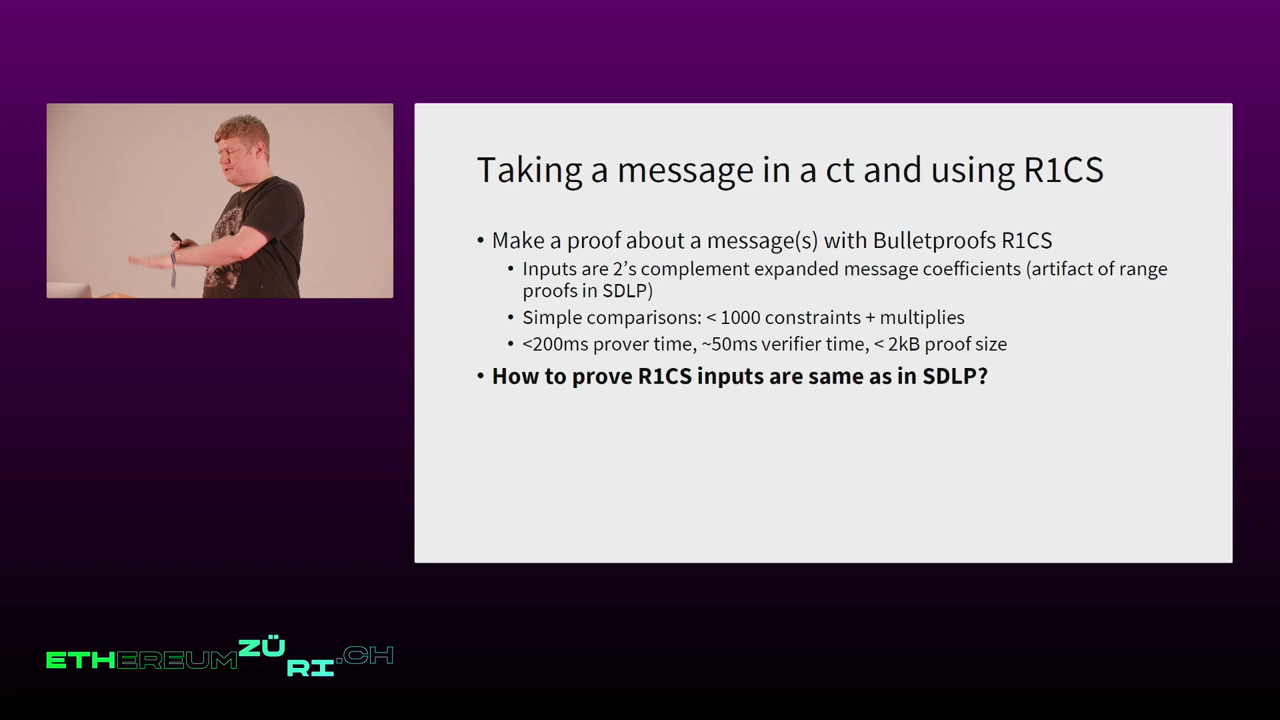 Taking a message in a ct and using R1CS
• Make a proof about a message(s) with Bulletproofs R1CS
• Inputs are 2’s complement expanded message coefficients (artifact of range
proofs in SDLP)
• Simple comparisons: < 1000 constraints + multiplies
• <200ms prover time, ~50ms verifier time, < 2kB proof size
• How to prove R1CS inputs are same as in SDLP?
ETHEREUMZÜRI.CH